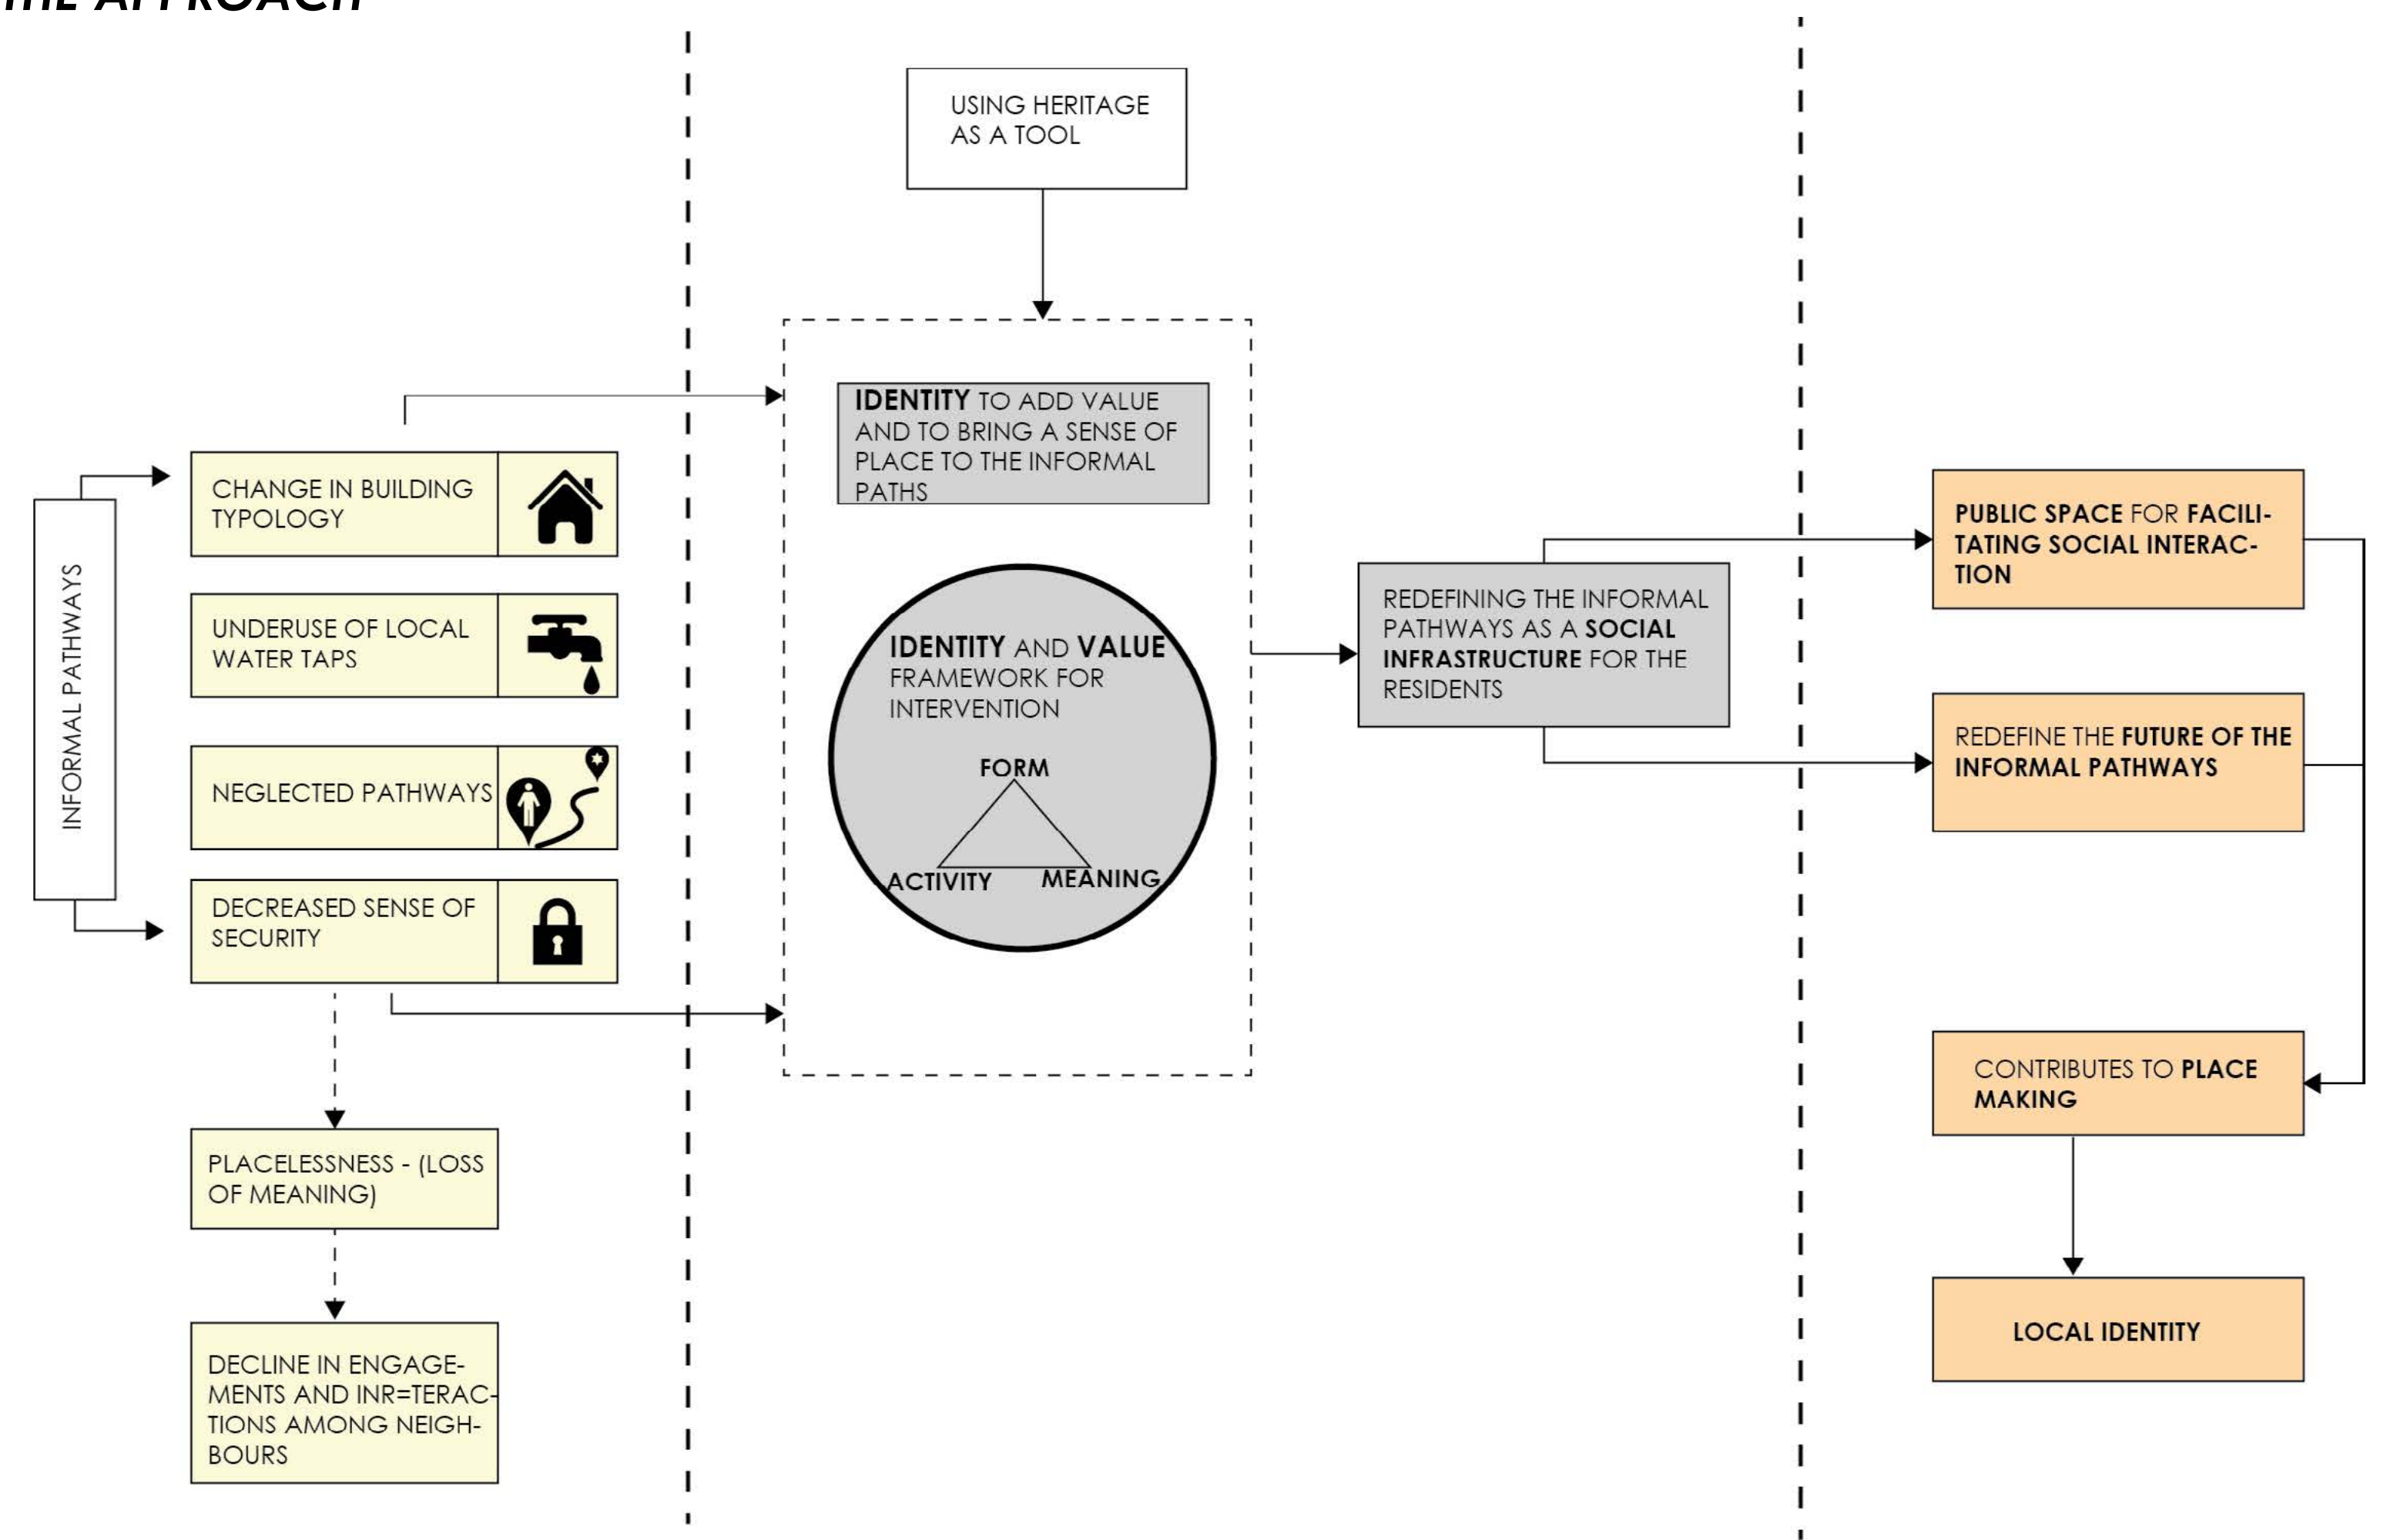 THE APPROACH
USING HERITAGE
AS A TOOL
IDENTITY TO ADD VALUE
AND TO BRING A SENSE OF
PLACE TO THE INFORMAL
PATHS
INFORMAL PATHWAYS
CHANGE IN BUILDING
TYPOLOGY
UNDERUSE OF LOCAL
WATER TAPS
NEGLECTED PATHWAYS
DECREASED SENSE OF
SECURITY
PLACELESSNESS - (LOSS
OF MEANING)
DECLINE IN ENGAGE-
MENTS AND INR=TERAC-
TIONS AMONG NEIGH-
BOURS
IDENTITY AND VALUE
FRAMEWORK FOR
INTERVENTION
FORM
ACTIVITY
MEANING
REDEFINING THE INFORMAL
PATHWAYS AS A SOCIAL
INFRASTRUCTURE FOR THE
RESIDENTS
PUBLIC SPACE FOR FACILI-
TATING SOCIAL INTERAC-
TION
REDEFINE THE FUTURE OF THE
INFORMAL PATHWAYS
CONTRIBUTES TO PLACE
MAKING
LOCAL IDENTITY